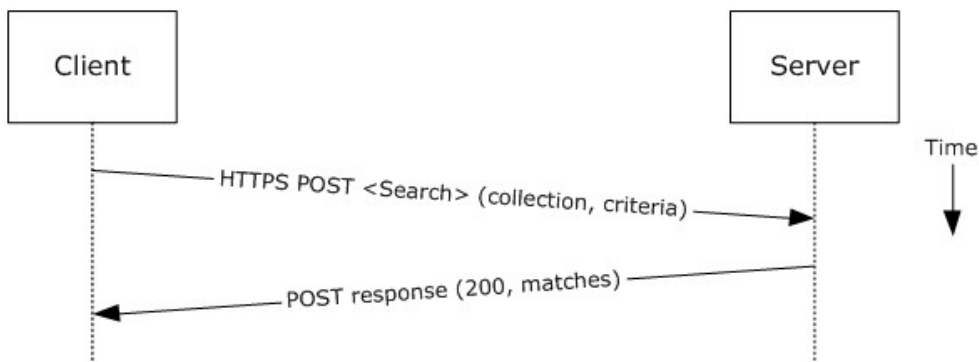 Client
Server
Time
HTTPS POST <Search> (collection, criteria)
POST response (200, matches)